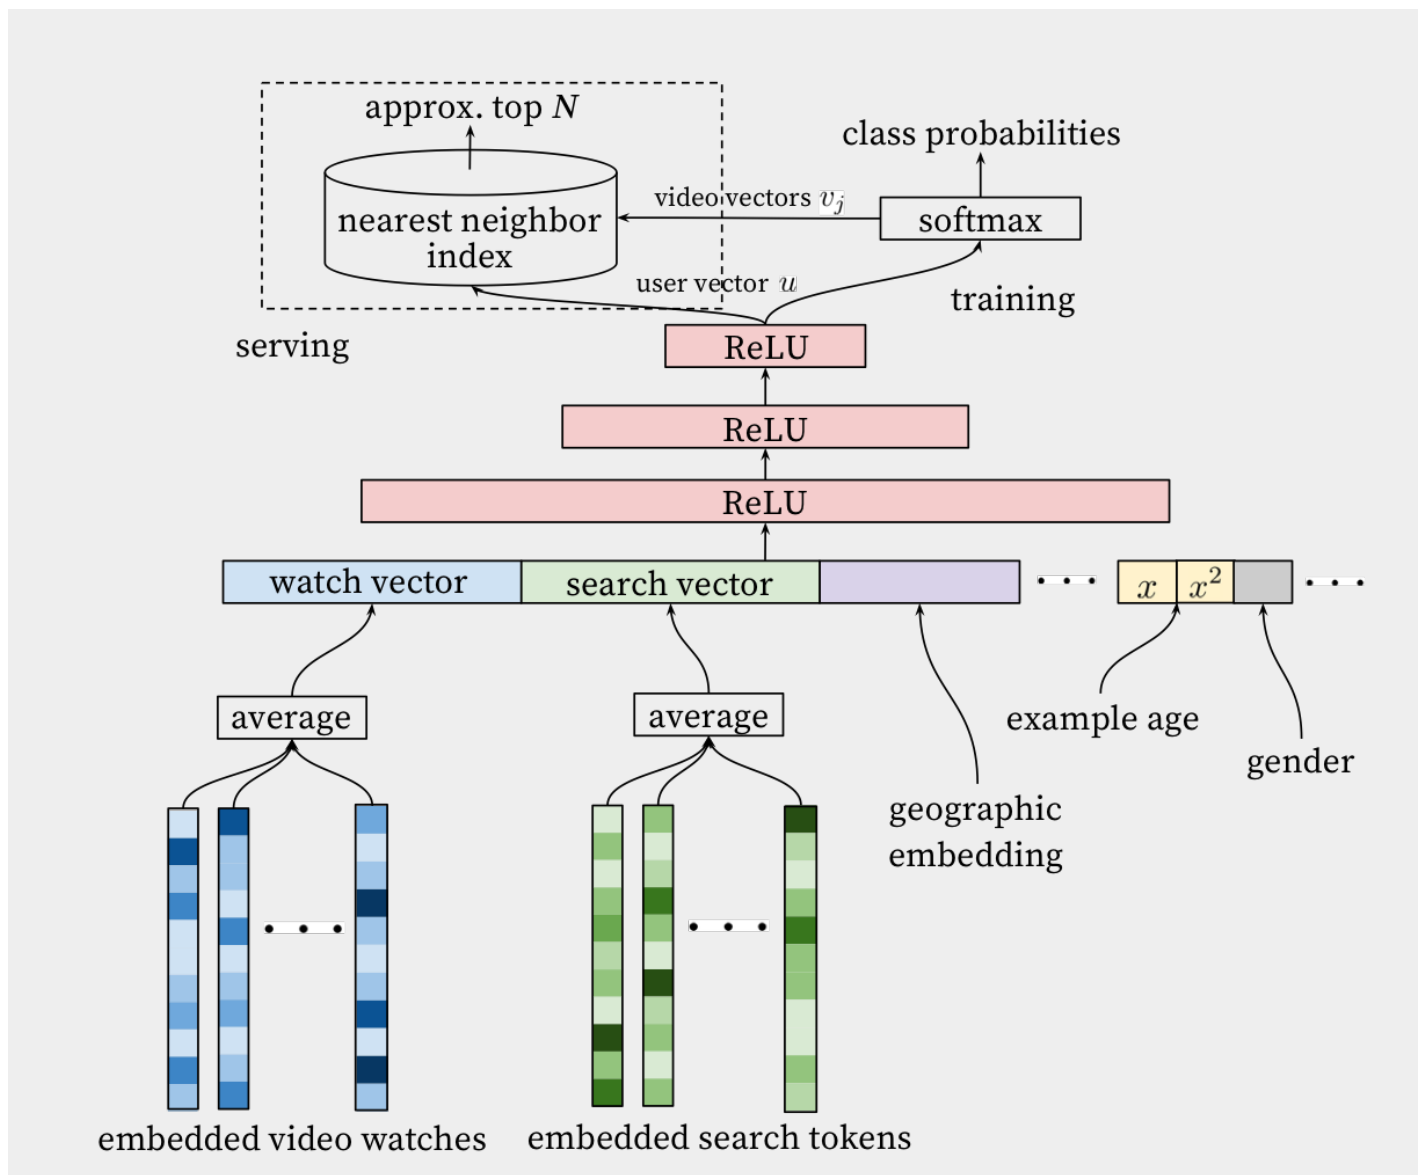 approx. top N
class probabilities
video vectors v_j
softmax
nearest neighbor
index
user vector u
training
serving
ReLU
ReLU
ReLU
watch vector
search vector
x
x²
average
average
example age
gender
geographic
embedding
embedded video watches
embedded search tokens